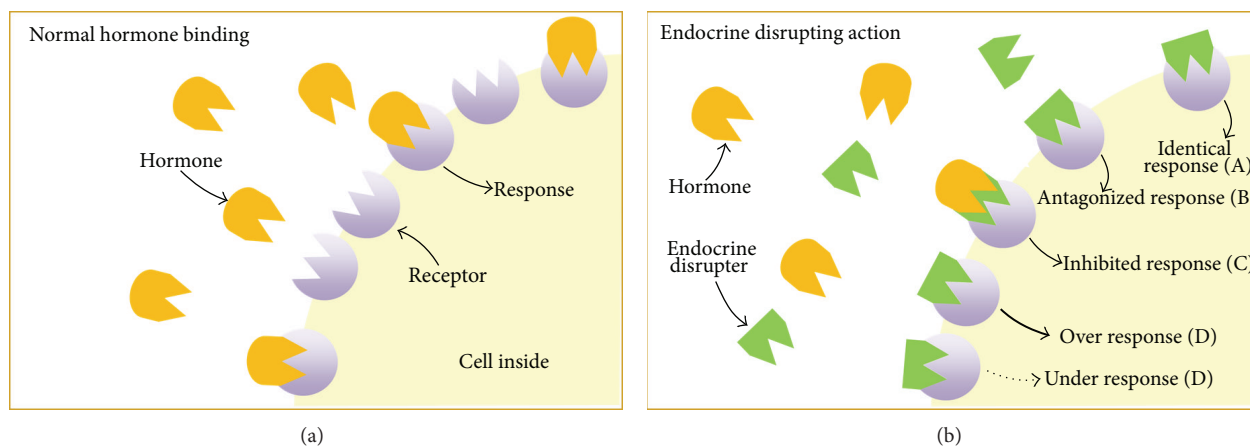 Normal hormone binding
Hormone
Response
Receptor
Cell inside
(a)
Endocrine disrupting action
Hormone
Identical
response (A)
Antagonized response (B
Endocrine
disrupter
Inhibited response (C)
Over response (D)
Under response (D)
(b)